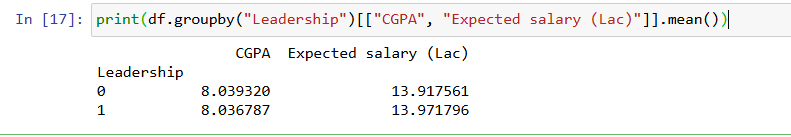 In [17]: print(df.groupby("Leadership")[["CGPA", "Expected salary (Lac)"]].mean())
CGPA Expected salary (Lac)
Leadership
0 8.039320 13.917561
1 8.036787 13.971796